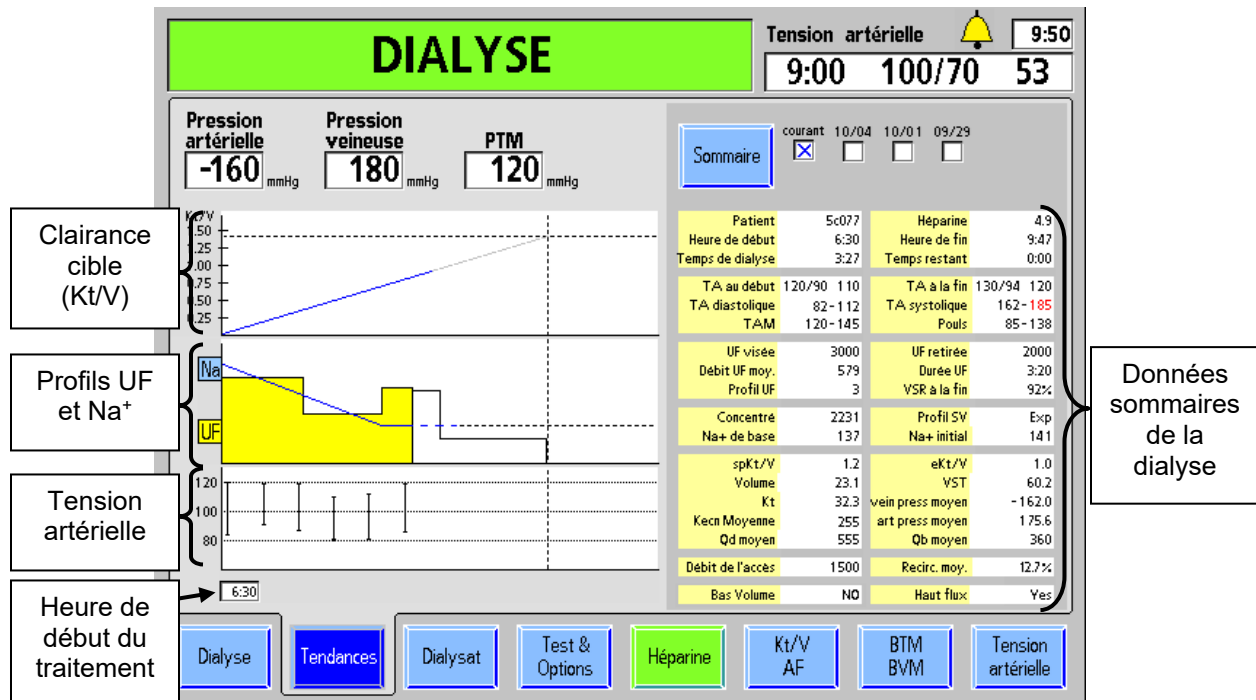 DIALYSE
Tension artérielle
9:50
9:00 100/70 53
Pression artérielle
-160 mmHg
Pression veineuse
180 mmHg
PTM
120 mmHg
Sommaire
courant 10/04 10/01 09/29
Clairance
cible
(Kt/V)
Kt/V
.50
.25
.00
.75
.50
.25
Profils UF
et Na⁺
Na
UF
Tension
artérielle
120
100
80
Heure de
début du
traitement
6:30
Patient 5c077 Héparine 4.9
Heure de début 6:30 Heure de fin 9:47
Temps de dialyse 3:27 Temps restant 0:00
TA au début 120/90 110 TA à la fin 130/94 120
TA diastolique 82-112 TA systolique 162-185
TAM 120-145 Pouls 85-138
UF visée 3000 UF retirée 2000
Débit UF moy. 579 Durée UF 3:20
Profil UF 3 VSR à la fin 92%
Concentré 2231 Profil SV Exp
Na+ de base 137 Na+ initial 141
spKt/V 1.2 eKt/V 1.0
Volume 23.1 VST 60.2
Kt 32.3 vein press moyen -162.0
Kecn Moyenne 255 art press moyen 175.6
Qd moyen 555 Qb moyen 360
Débit de l'accès 1500 Recirc. moy. 12.7%
Bas Volume NO Haut flux Yes
Données
sommaires
de la
dialyse
Dialyse
Tendances
Dialysat
Test &
Options
Héparine
Kt/V
AF
BTM
BVM
Tension
artérielle